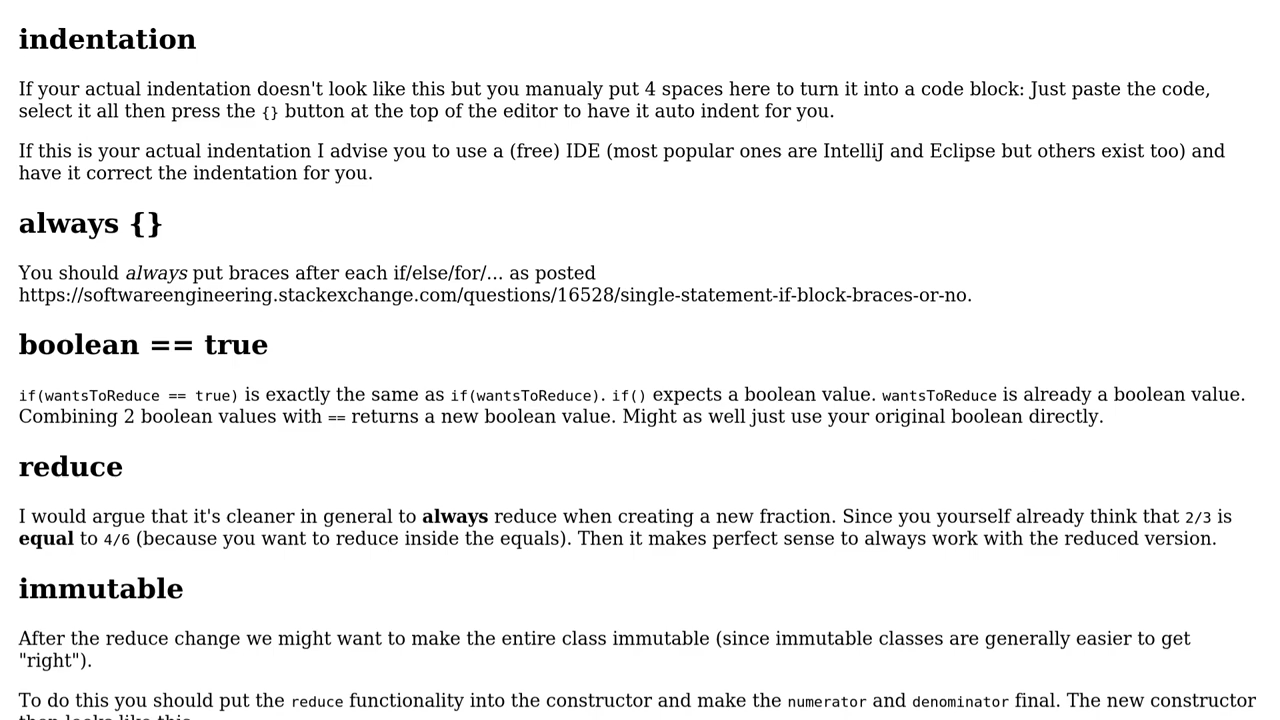 indentation
If your actual indentation doesn't look like this but you manualy put 4 spaces here to turn it into a code block: Just paste the code,
select it all then press the {} button at the top of the editor to have it auto indent for you.
If this is your actual indentation I advise you to use a (free) IDE (most popular ones are IntelliJ and Eclipse but others exist too) and
have it correct the indentation for you.
always {}
You should always put braces after each if/else/for/... as posted
https://softwareengineering.stackexchange.com/questions/16528/single-statement-if-block-braces-or-no.
boolean == true
if(wantsToReduce == true) is exactly the same as if(wantsToReduce). if() expects a boolean value. wantsToReduce is already a boolean value.
Combining 2 boolean values with == returns a new boolean value. Might as well just use your original boolean directly.
reduce
I would argue that it's cleaner in general to always reduce when creating a new fraction. Since you yourself already think that 2/3 is
equal to 4/6 (because you want to reduce inside the equals). Then it makes perfect sense to always work with the reduced version.
immutable
After the reduce change we might want to make the entire class immutable (since immutable classes are generally easier to get
"right").
To do this you should put the reduce functionality into the constructor and make the numerator and denominator final. The new constructor
then looks like this